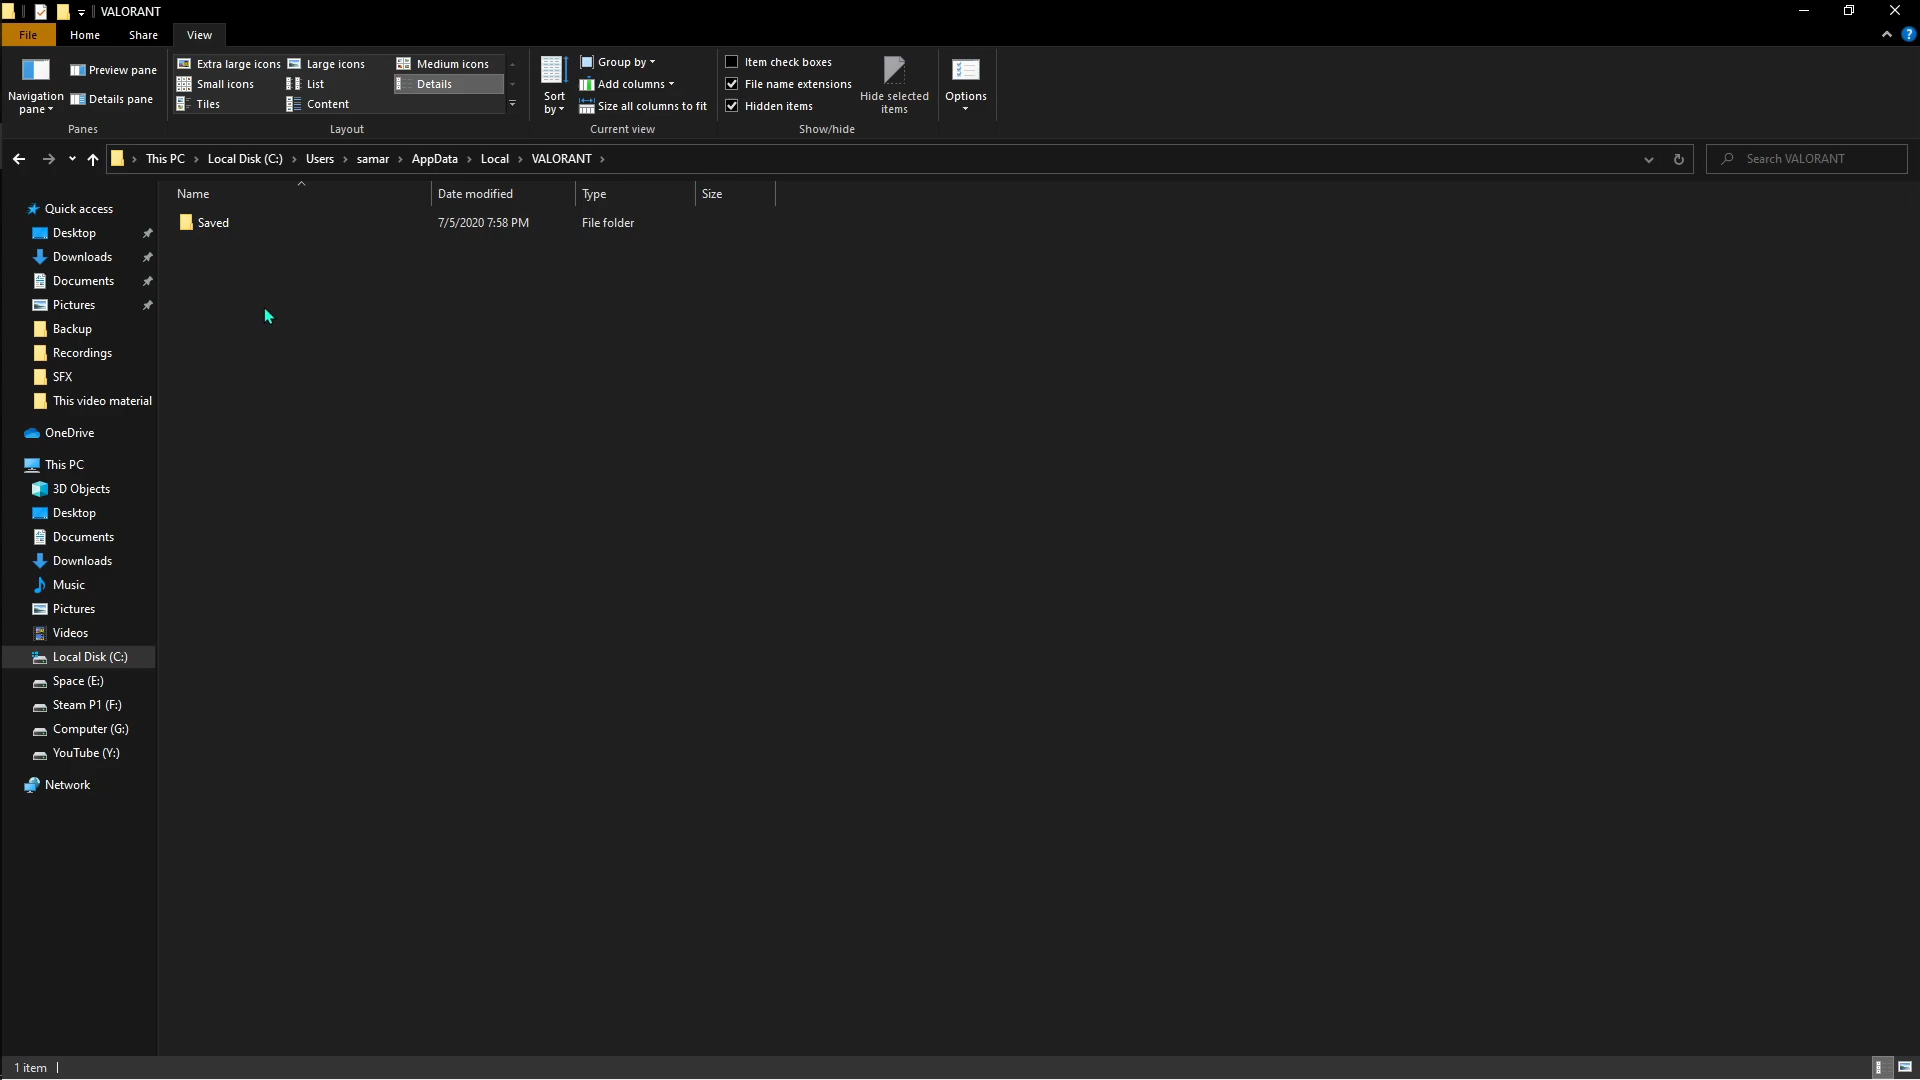 VALORANT
File Home Share View
Navigation pane
Preview pane
Details pane
Panes
Extra large icons Large icons Medium icons
Small icons List Details
Tiles Content
Layout
Sort by
Group by
Add columns
Size all columns to fit
Current view
Item check boxes
File name extensions
Hidden items
Hide selected items
Show/hide
Options
This PC Local Disk (C:) Users samar AppData Local VALORANT
Search VALORANT
Name Date modified Type Size
Saved 7/5/2020 7:58 PM File folder
Quick access
Desktop
Downloads
Documents
Pictures
Backup
Recordings
SFX
This video material
OneDrive
This PC
3D Objects
Desktop
Documents
Downloads
Music
Pictures
Videos
Local Disk (C:)
Space (E:)
Steam P1 (F:)
Computer (G:)
YouTube (Y:)
Network
1 item